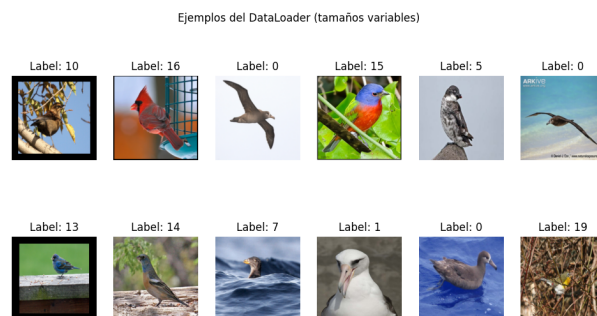 Ejemplos del DataLoader (tamaños variables)
Label: 10 Label: 16 Label: 0 Label: 15 Label: 5 Label: 0
ARKIVE
Label: 13 Label: 14 Label: 7 Label: 1 Label: 0 Label: 19